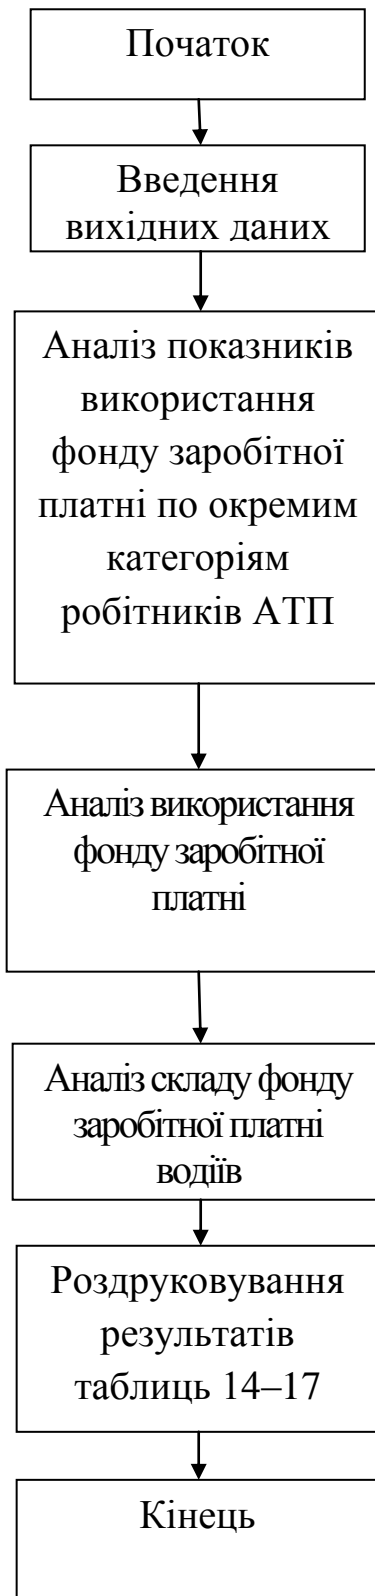 Початок
Введення
вихідних даних
Аналіз показників
використання
фонду заробітної
платні по окремим
категоріям
робітників АТП
Аналіз використання
фонду заробітної
платні
Аналіз складу фонду
заробітної платні
водіїв
Роздруковування
результатів
таблиць 14–17
Кінець